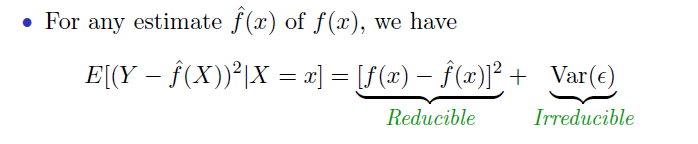 • For any estimate f̂(x) of f(x), we have
E[(Y − f̂(X))²|X = x] = [f(x) − f̂(x)]² + Var(ϵ)
Reducible Irreducible